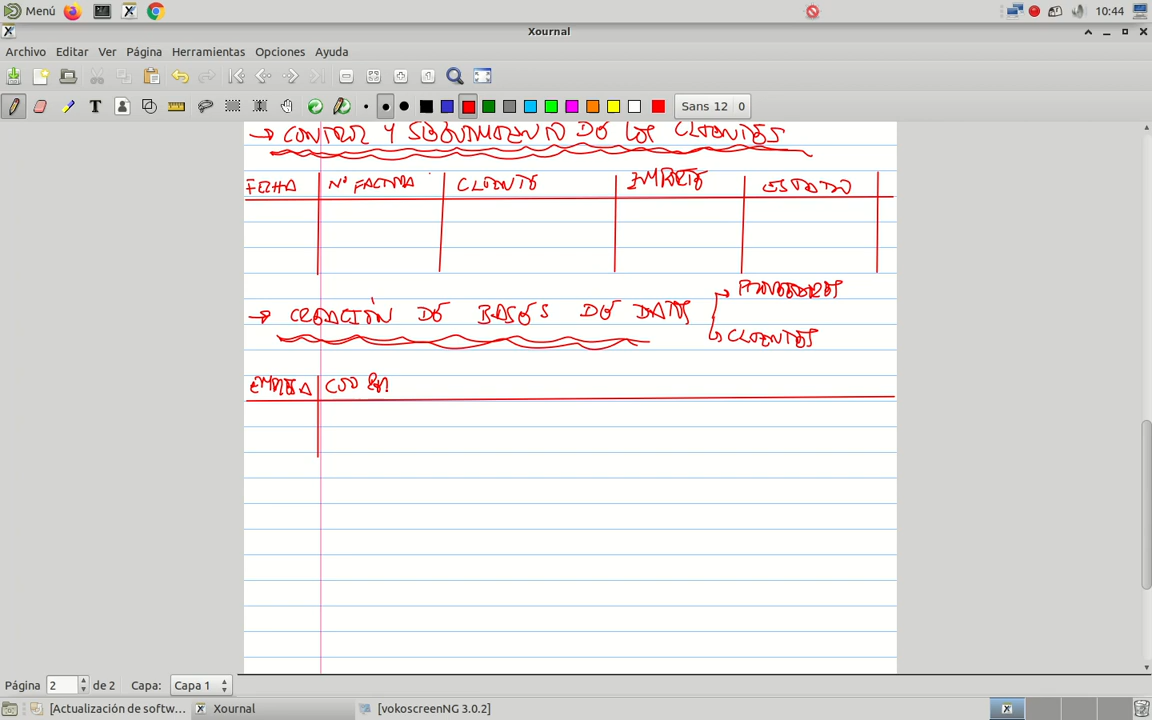 Menú 10:44
Xournal
Archivo Editar Ver Página Herramientas Opciones Ayuda
Sans 12 0
→ CONTROL Y SEGUIMIENTO DE LOS CLIENTES
FECHA Nº FACTURA CLIENTE IMPORTE ESTADO
PROVEEDORES
→ CREACIÓN DE BASES DE DATOS
CLIENTES
EMPRESA COD
Página 2 de 2 Capa: Capa 1
[Actualización de softw... Xournal [vokoscreenNG 3.0.2]